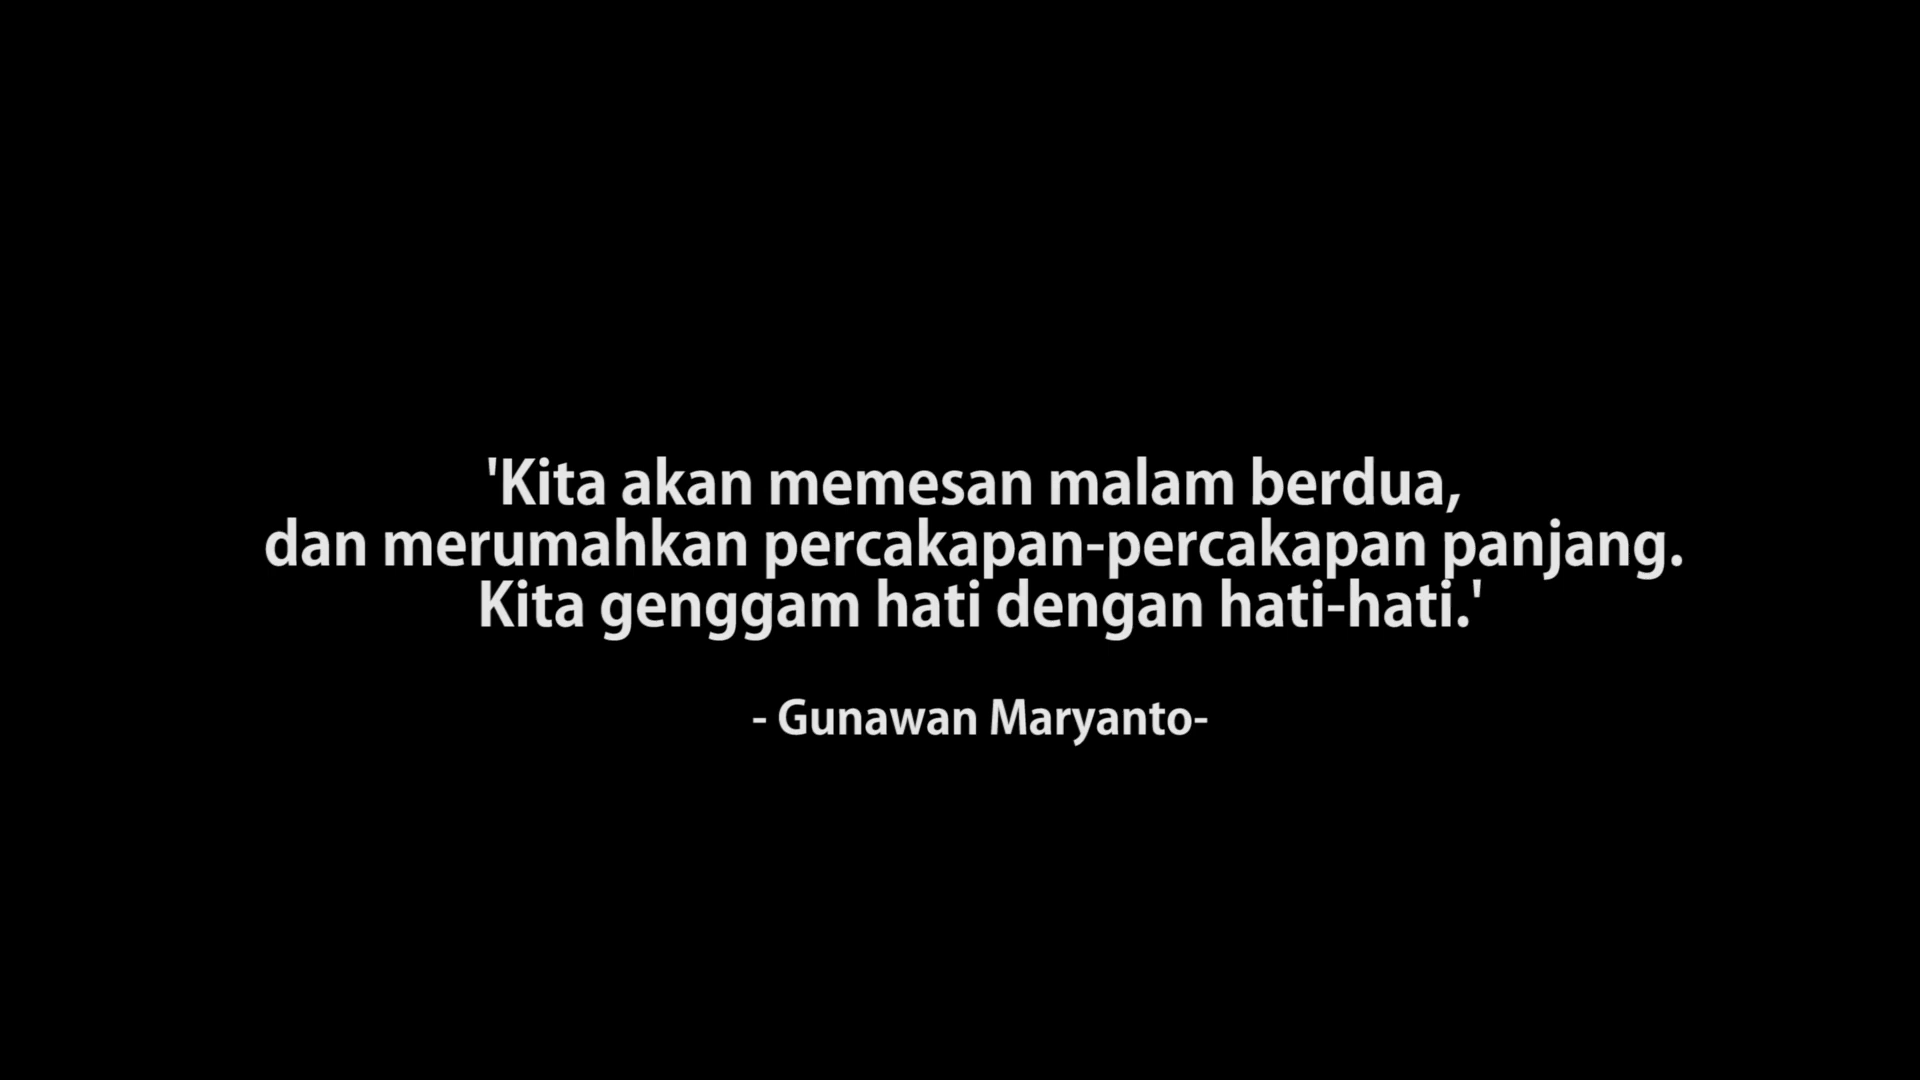 'Kita akan memesan malam berdua,
dan merumahkan percakapan-percakapan panjang.
Kita genggam hati dengan hati-hati.'
- Gunawan Maryanto-